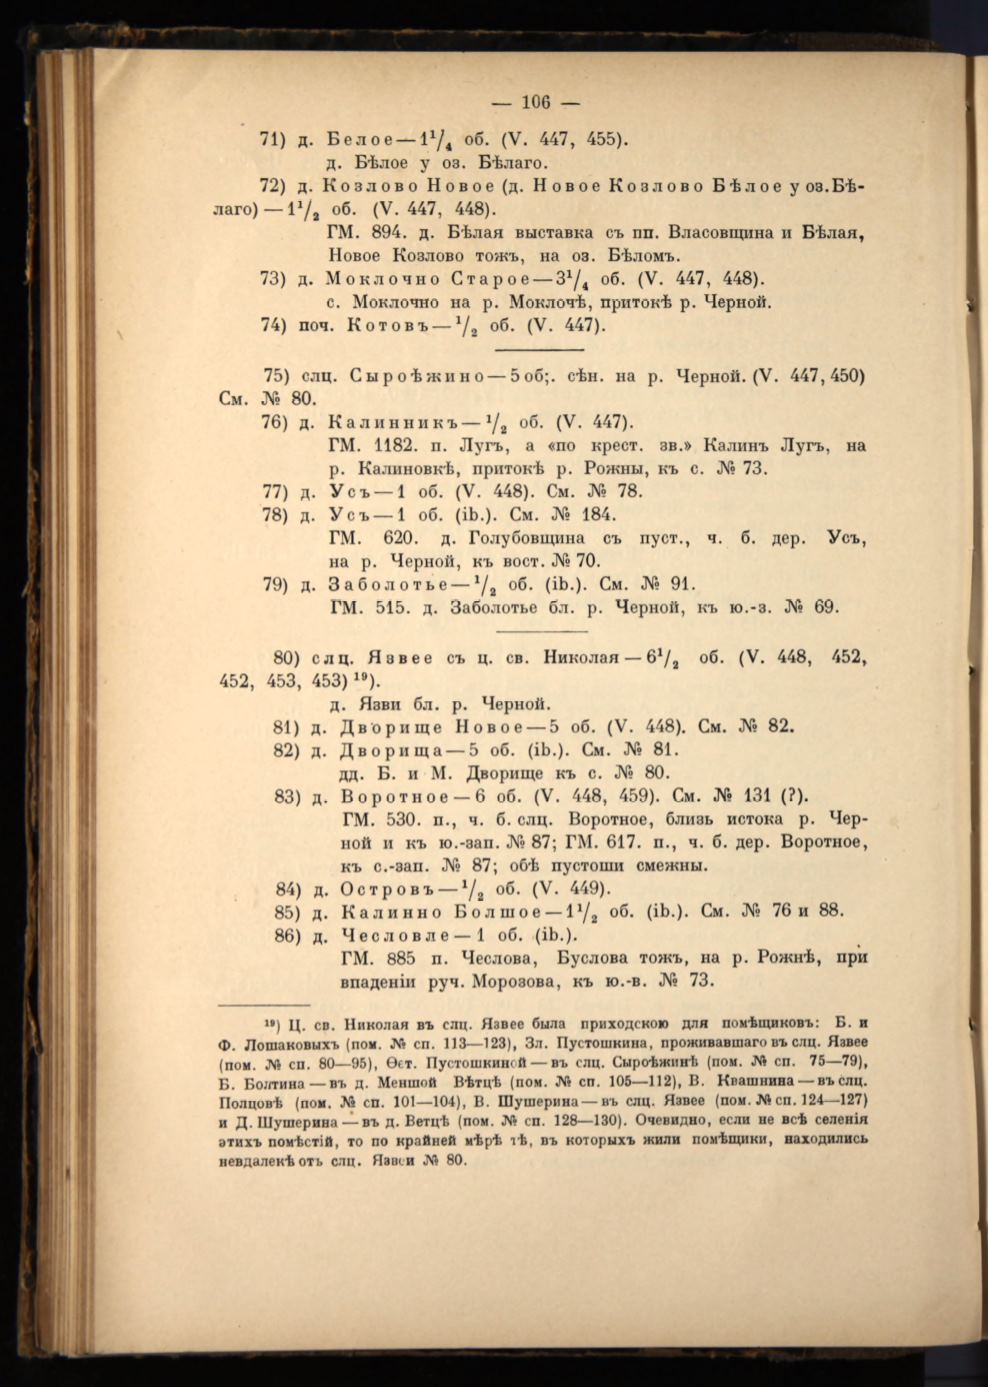 — 106 —
71) д. Белое — 1¹/₄ об. (V. 447, 455).
д. Бѣлое у оз. Бѣлаго.
72) д. Козлово Новое (д. Новое Козлово Бѣлое у оз. Бѣ-
лаго) — 1¹/₂ об. (V. 447, 448).
ГМ. 894. д. Бѣлая выставка съ пп. Власовщина и Бѣлая,
Новое Козлово тожъ, на оз. Бѣломъ.
73) д. Моклочно Старое — 3¹/₄ об. (V. 447, 448).
с. Моклочно на р. Моклочѣ, притокѣ р. Черной.
74) поч. Котовъ — ¹/₂ об. (V. 447).
75) слц. Сыроѣжино — 5 об;. сѣн. на р. Черной. (V. 447, 450)
См. № 80.
76) д. Калинникъ — ¹/₂ об. (V. 447).
ГМ. 1182. п. Лугъ, а «по крест. зв.» Калинъ Лугъ, на
р. Калиновкѣ, притокѣ р. Рожны, къ с. № 73.
77) д. Усъ — 1 об. (V. 448). См. № 78.
78) д. Усъ — 1 об. (іЬ.). См. № 184.
ГМ. 620. д. Голубовщина съ пуст., ч. б. дер. Усъ,
на р. Черной, къ вост. № 70.
79) д. Заболотье — ¹/₂ об. (іЬ.). См. № 91.
ГМ. 515. д. Заболотье бл. р. Черной, къ ю.-з. № 69.
80) слц. Язвее съ ц. св. Николая — 6¹/₂ об. (V. 448, 452,
452, 453, 453) ¹⁹).
д. Язви бл. р. Черной.
81) д. Дворище Новое — 5 об. (V. 448). См. № 82.
82) д. Дворища — 5 об. (іЬ.). См. № 81.
дд. Б. и М. Дворище къ с. № 80.
83) д. Воротное — 6 об. (V. 448, 459). См. № 131 (?).
ГМ. 530. п., ч. б. слц. Воротное, близь истока р. Чер-
ной и къ ю.-зап. № 87; ГМ. 617. п., ч. б. дер. Воротное,
къ с.-зап. № 87; обѣ пустоши смежны.
84) д. Островъ — ¹/₂ об. (V. 449).
85) д. Калинно Болшое — 1¹/₂ об. (іЬ.). См. № 76 и 88.
86) д. Чесловле — 1 об. (іЬ.).
ГМ. 885 п. Чеслова, Буслова тожъ, на р. Рожнѣ, при
впаденіи руч. Морозова, къ ю.-в. № 73.
¹⁹) Ц. св. Николая въ слц. Язвее была приходскою для помѣщиковъ: Б. и
Ф. Лошаковыхъ (пом. № сп. 113—123), Зл. Пустошкина, проживавшаго въ слц. Язвее
(пом. № сп. 80—95), Ѳст. Пустошкиной — въ слц. Сыроѣжинѣ (пом. № сп. 75—79),
Б. Болтина — въ д. Меншой Вѣтцѣ (пом. № сп. 105—112), В. Квашнина — въ слц.
Полцовѣ (пом. № сп. 101—104), В. Шушерина — въ слц. Язвее (пом. № сп. 124—127)
и Д. Шушерина — въ д. Ветцѣ (пом. № сп. 128—130). Очевидно, если не всѣ селенія
этихъ помѣстій, то по крайней мѣрѣ тѣ, въ которыхъ жили помѣщики, находились
невдалекѣ отъ слц. Язвеи № 80.